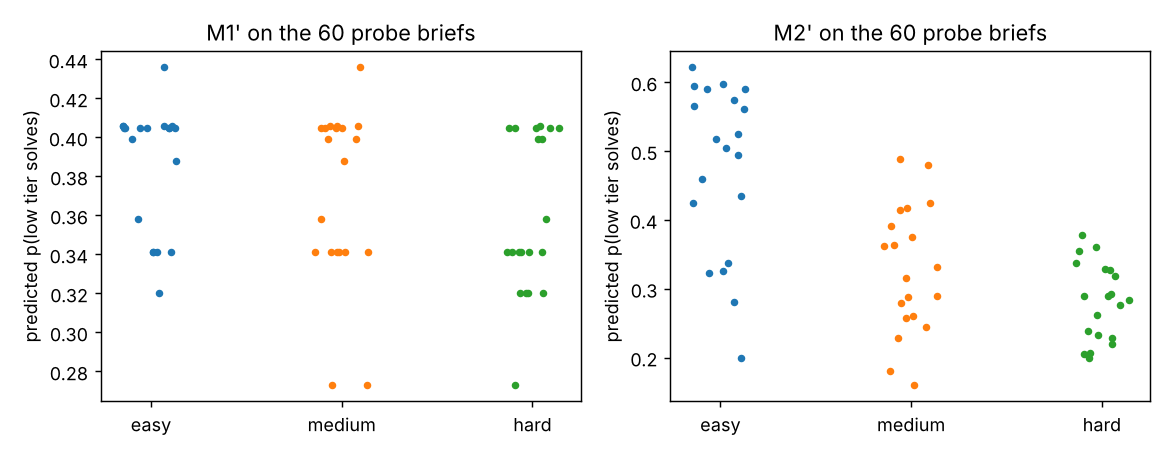 M1' on the 60 probe briefs
predicted p(low tier solves)
0.44
0.42
0.40
0.38
0.36
0.34
0.32
0.30
0.28
easy medium hard
M2' on the 60 probe briefs
predicted p(low tier solves)
0.6
0.5
0.4
0.3
0.2
easy medium hard